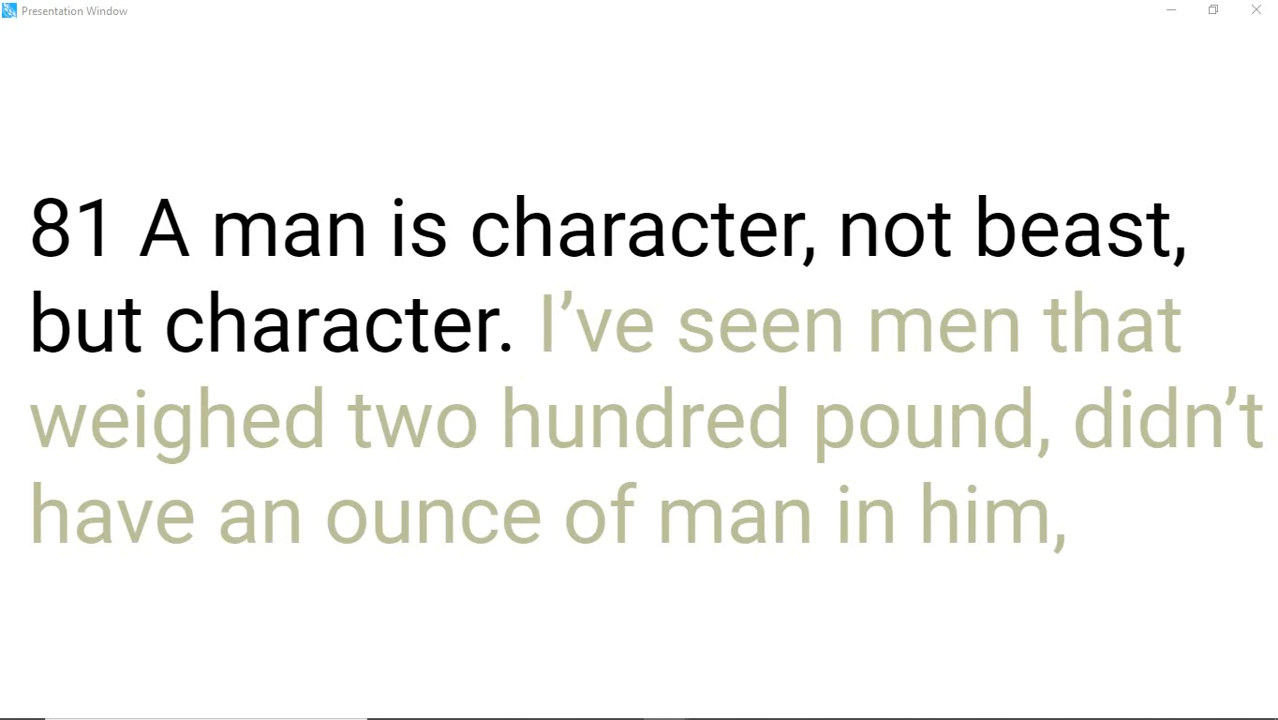 Presentation Window
81 A man is character, not beast,
but character. I’ve seen men that
weighed two hundred pound, didn’t
have an ounce of man in him,